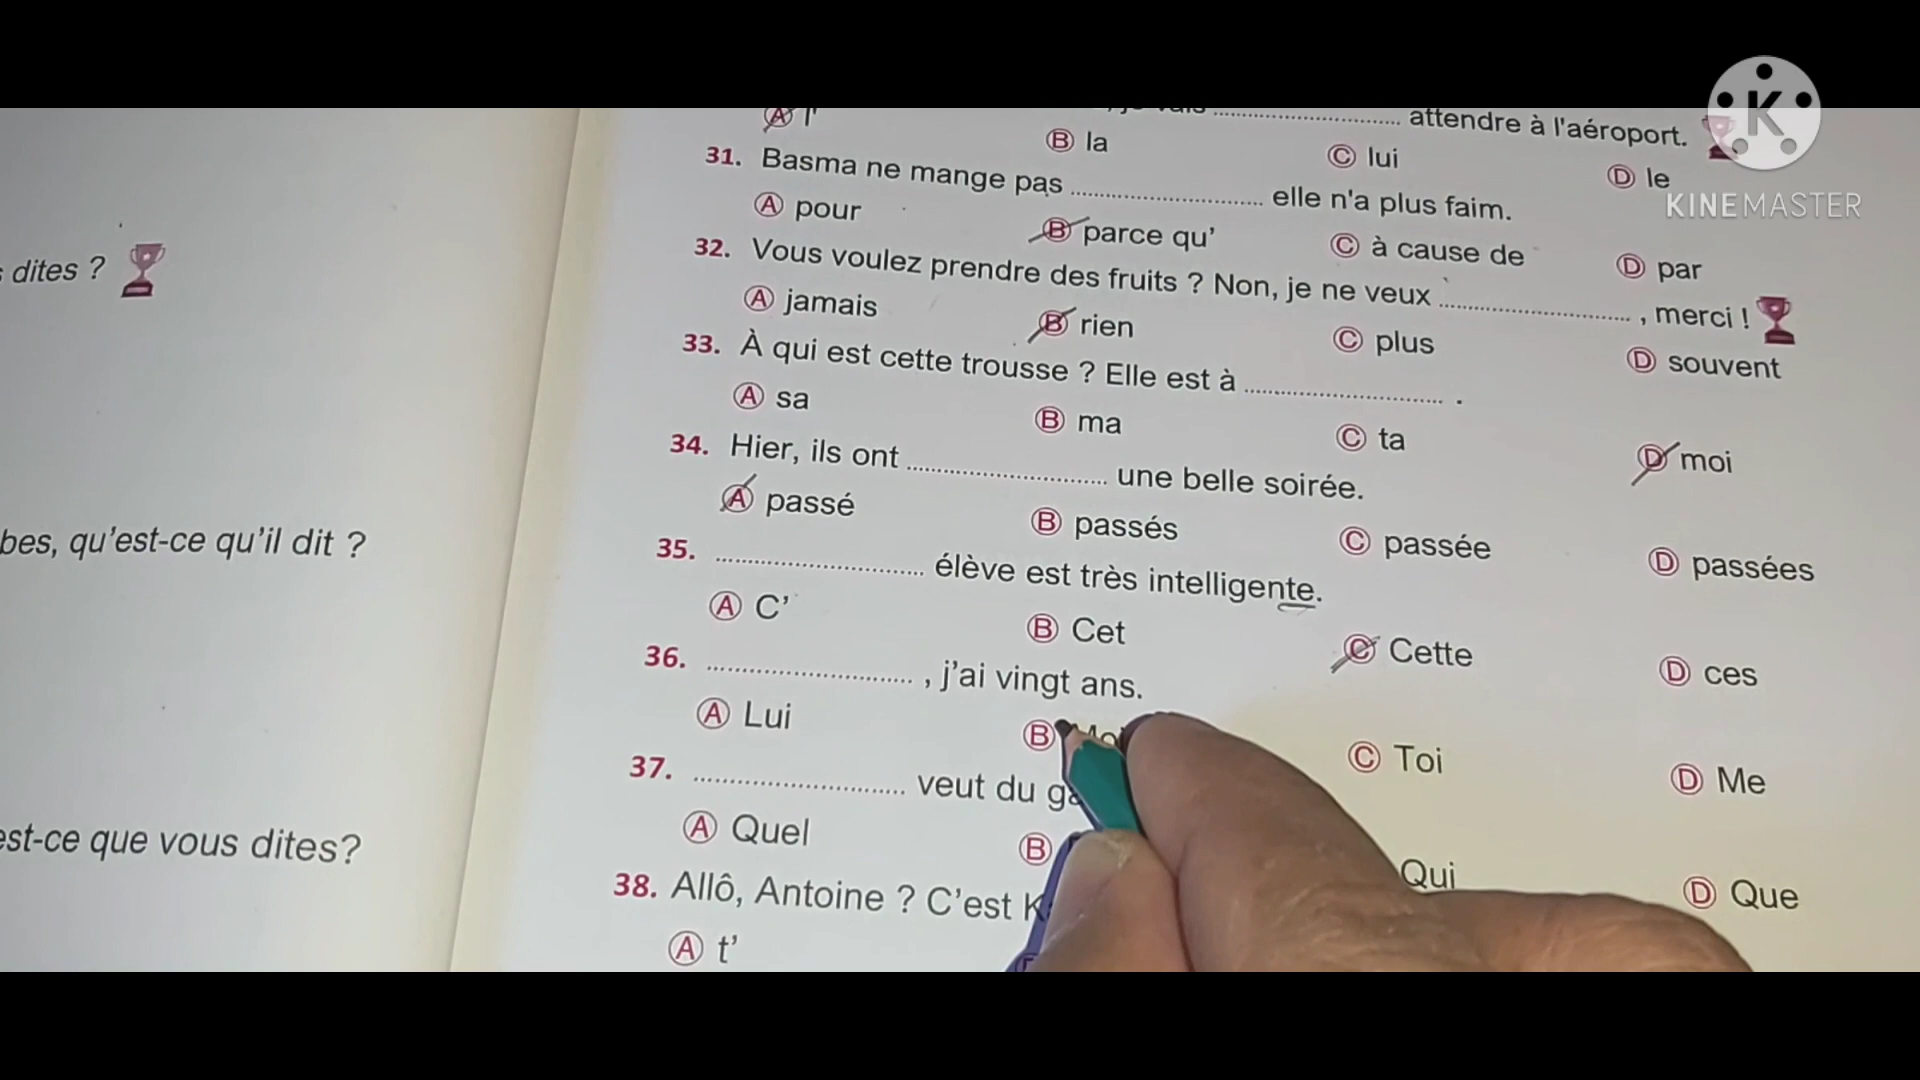 attendre à l'aéroport.
A l' B la C lui D le
31. Basma ne mange pas .......... elle n'a plus faim.
A pour B parce qu' C à cause de D par
32. Vous voulez prendre des fruits ? Non, je ne veux .......... , merci !
A jamais B rien C plus D souvent
33. À qui est cette trousse ? Elle est à .......... .
A sa B ma C ta D moi
34. Hier, ils ont .......... une belle soirée.
A passé B passés C passée D passées
35. .......... élève est très intelligente.
A C' B Cet C Cette D ces
36. .......... , j'ai vingt ans.
A Lui B C Toi D Me
37. .......... veut du
A Quel B Qui D Que
38. Allô, Antoine ? C'est
A t'
dites ?
qu'est-ce qu'il dit ?
est-ce que vous dites?
K
KINEMASTER